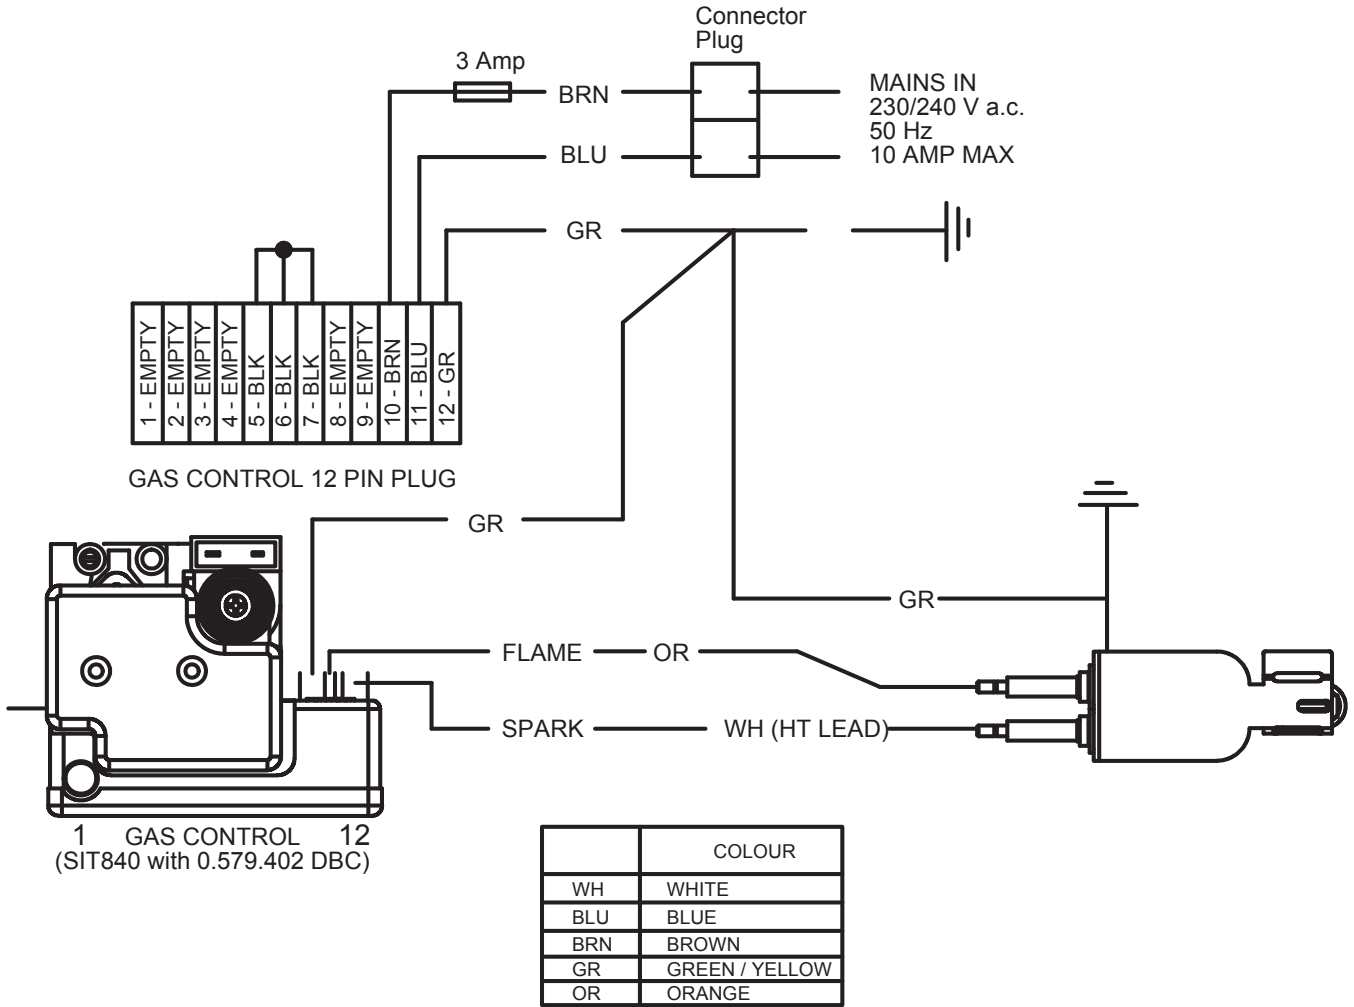 Connector
Plug
3 Amp
BRN
MAINS IN
230/240 V a.c.
50 Hz
10 AMP MAX
BLU
GR
1 - EMPTY
2 - EMPTY
3 - EMPTY
4 - EMPTY
5 - BLK
6 - BLK
7 - BLK
8 - EMPTY
9 - EMPTY
10 - BRN
11 - BLU
12 - GR
GAS CONTROL 12 PIN PLUG
GR
GR
FLAME OR
SPARK WH (HT LEAD)
1 GAS CONTROL 12
(SIT840 with 0.579.402 DBC)
COLOUR
WH WHITE
BLU BLUE
BRN BROWN
GR GREEN / YELLOW
OR ORANGE